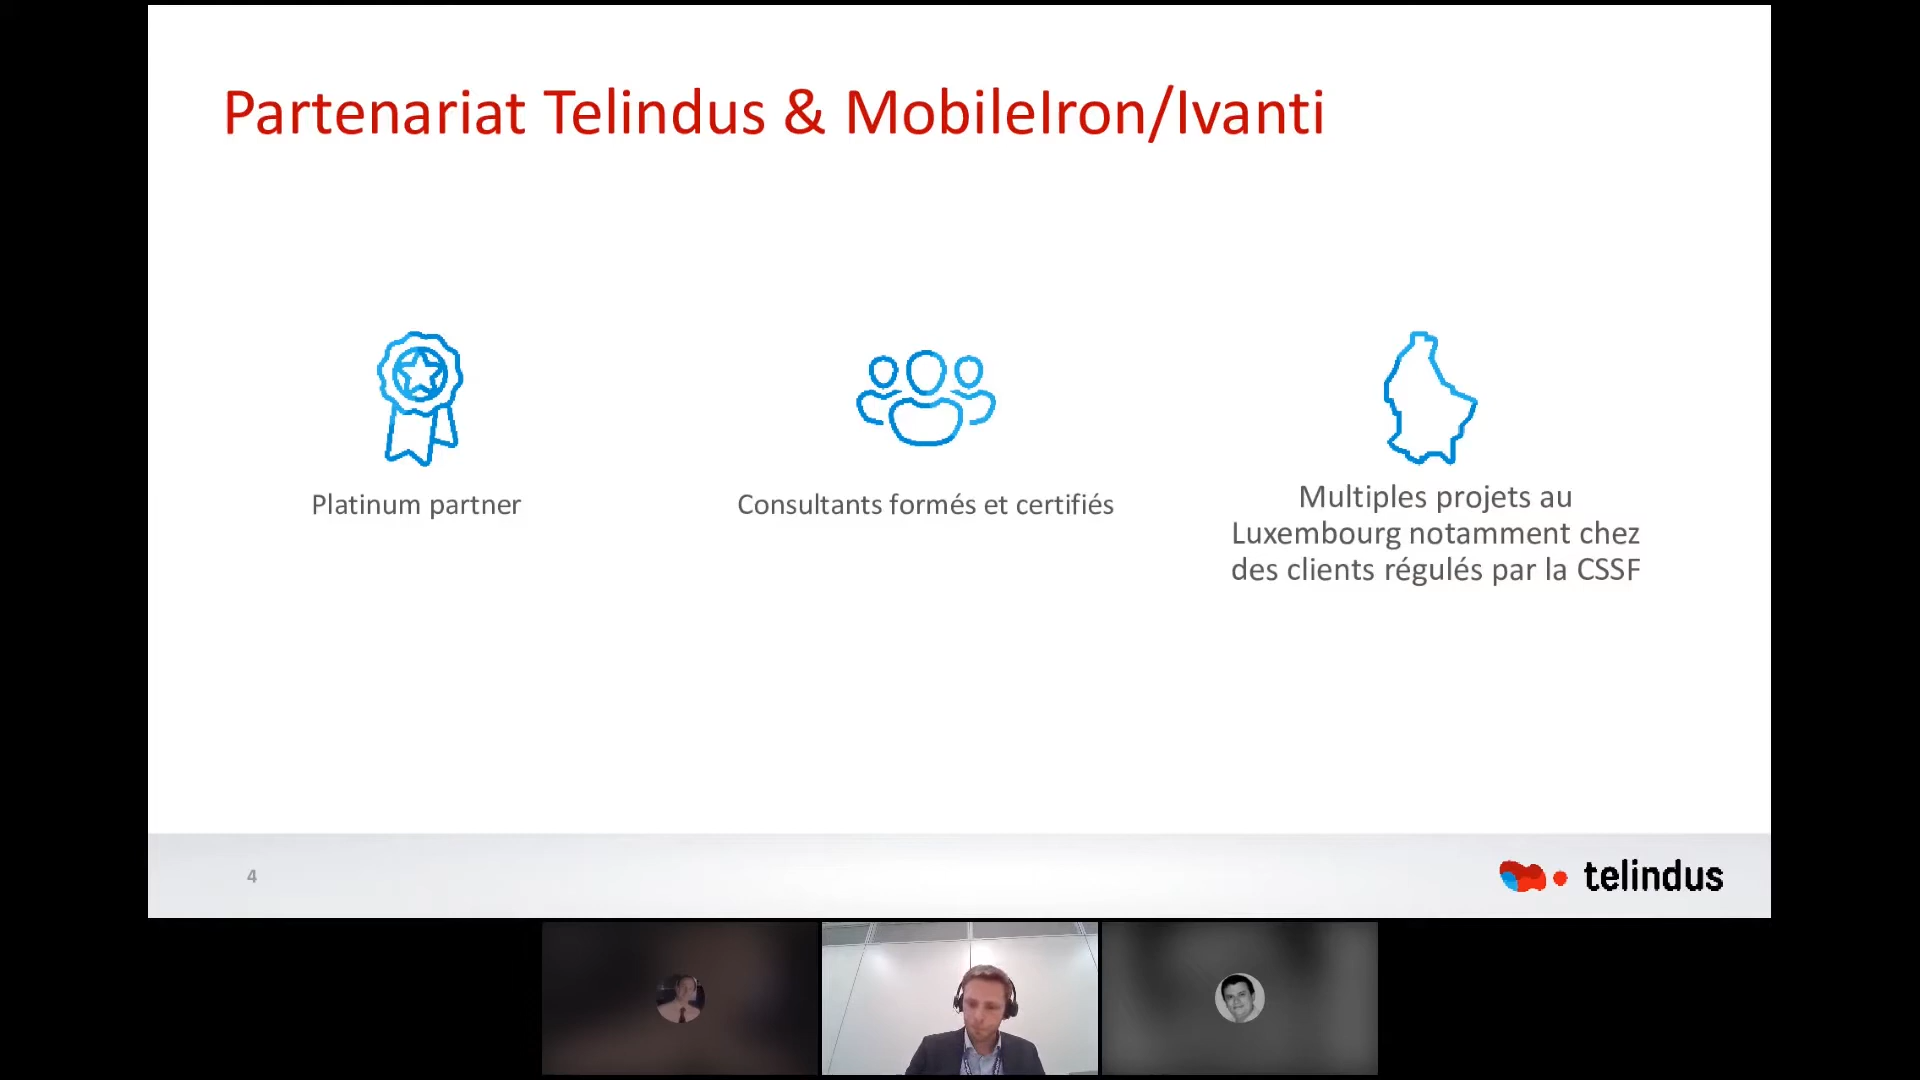 Partenariat Telindus & MobileIron/Ivanti
Platinum partner
Consultants formés et certifiés
Multiples projets au
Luxembourg notamment chez
des clients régulés par la CSSF
4
telindus